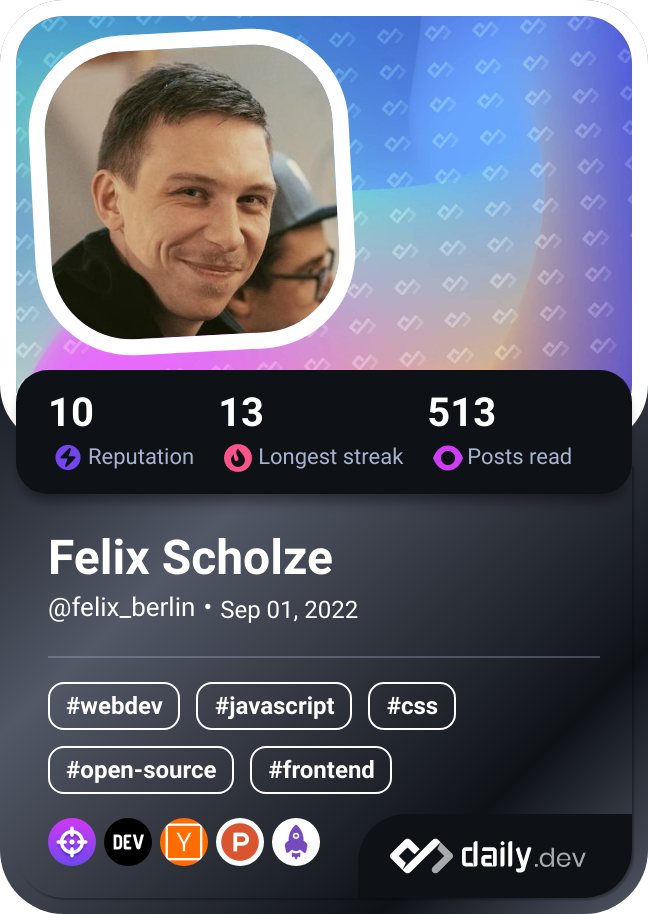 10 13 513
Reputation Longest streak Posts read
Felix Scholze
@felix_berlin • Sep 01, 2022
#webdev #javascript #css
#open-source #frontend
DEV Y P daily.dev